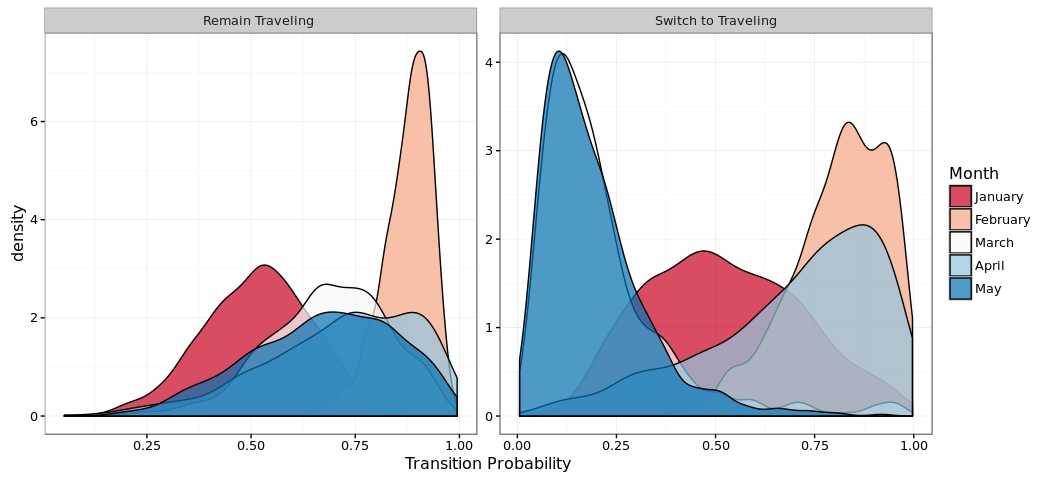 Remain Traveling
Switch to Traveling
density
6
4
2
0
4
3
2
1
0
0.25 0.50 0.75 1.00
0.00 0.25 0.50 0.75 1.00
Transition Probability
Month
January
February
March
April
May